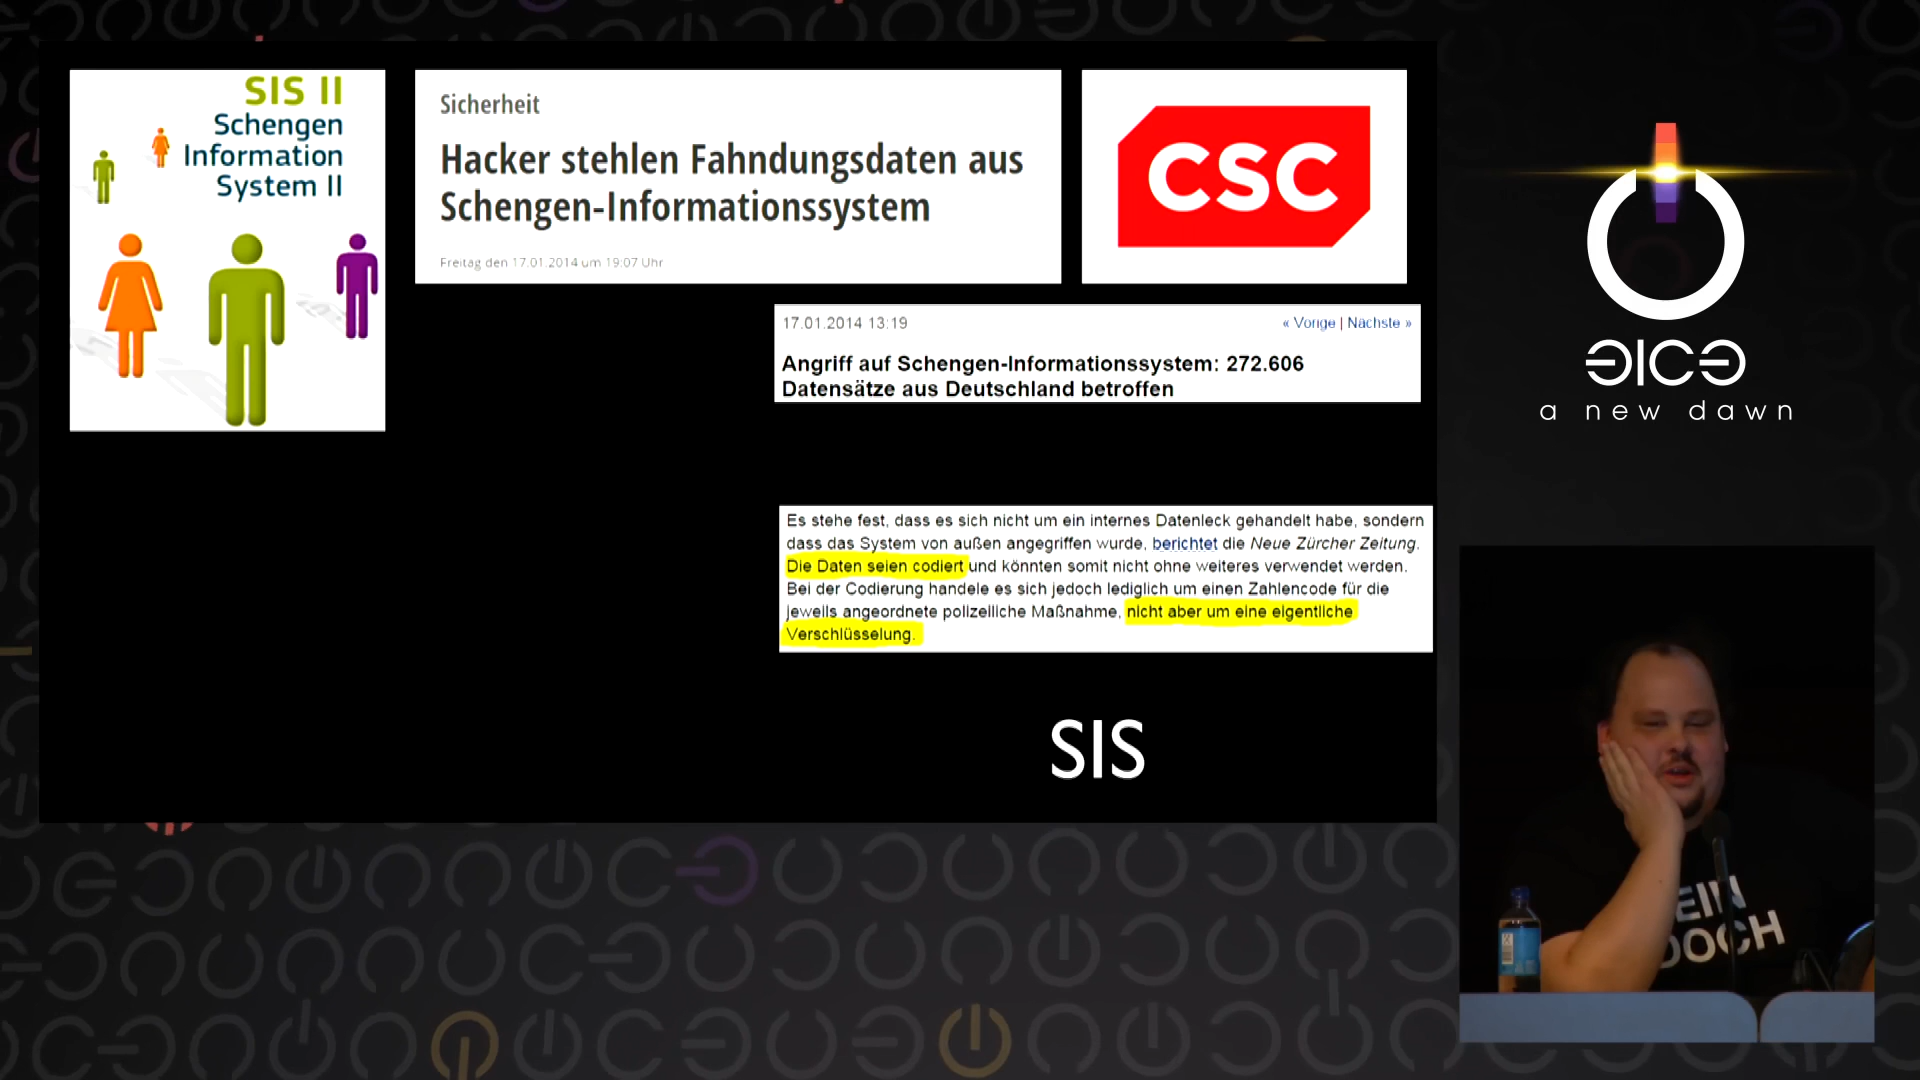 SIS II
Schengen
Information
System II
Sicherheit
Hacker stehlen Fahndungsdaten aus
Schengen-Informationssystem
Freitag den 17.01.2014 um 19:07 Uhr
CSC
17.01.2014 13:19
« Vorige | Nächste »
Angriff auf Schengen-Informationssystem: 272.606
Datensätze aus Deutschland betroffen
Es stehe fest, dass es sich nicht um ein internes Datenleck gehandelt habe, sondern
dass das System von außen angegriffen wurde, berichtet die Neue Zürcher Zeitung.
Die Daten seien codiert und könnten somit nicht ohne weiteres verwendet werden.
Bei der Codierung handele es sich jedoch lediglich um einen Zahlencode für die
jeweils angeordnete polizeiliche Maßnahme, nicht aber um eine eigentliche
Verschlüsselung.
SIS
a new dawn
EIN
DOCH